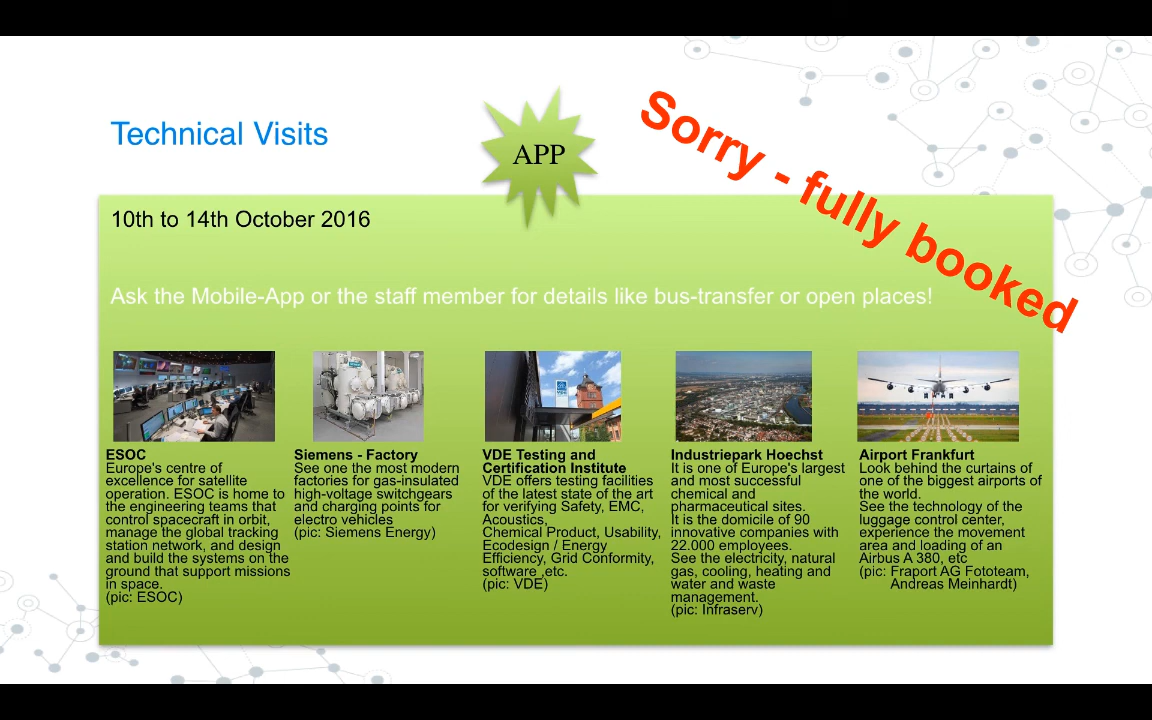 Technical Visits
APP
Sorry - fully booked
10th to 14th October 2016
Ask the Mobile-App or the staff member for details like bus-transfer or open places!
ESOC
Europe's centre of
excellence for satellite
operation. ESOC is home to
the engineering teams that
control spacecraft in orbit,
manage the global tracking
station network, and design
and build the systems on the
ground that support missions
in space.
(pic: ESOC)
Siemens - Factory
See one the most modern
factories for gas-insulated
high-voltage switchgears
and charging points for
electro vehicles
(pic: Siemens Energy)
VDE Testing and
Certification Institute
VDE offers testing facilities
of the latest state of the art
for verifying Safety, EMC,
Acoustics,
Chemical Product, Usability,
Ecodesign / Energy
Efficiency, Grid Conformity,
software ,etc.
(pic: VDE)
Industriepark Hoechst
It is one of Europe's largest
and most successful
chemical and
pharmaceutical sites.
It is the domicile of 90
innovative companies with
22.000 employees.
See the electricity, natural
gas, cooling, heating and
water and waste
management.
(pic: Infraserv)
Airport Frankfurt
Look behind the curtains of
one of the biggest airports of
the world.
See the technology of the
luggage control center,
experience the movement
area and loading of an
Airbus A 380, etc
(pic: Fraport AG Fototeam,
Andreas Meinhardt)